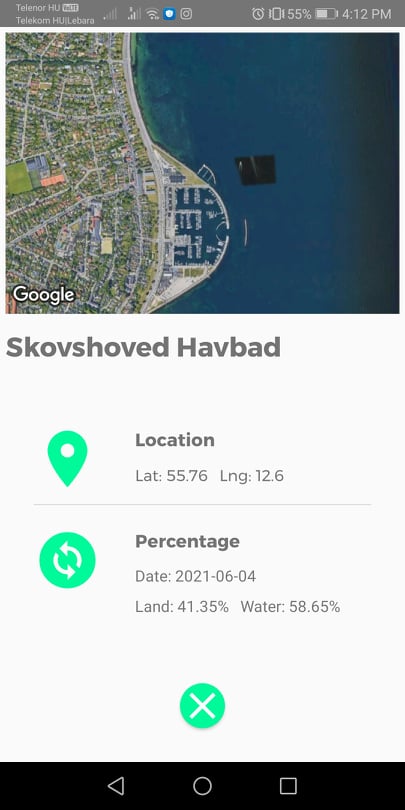 Telenor HU VoLTE
55% 4:12 PM
Telekom HU|Lebara
Google
Skovshoved Havbad
Location
Lat: 55.76 Lng: 12.6
Percentage
Date: 2021-06-04
Land: 41.35% Water: 58.65%